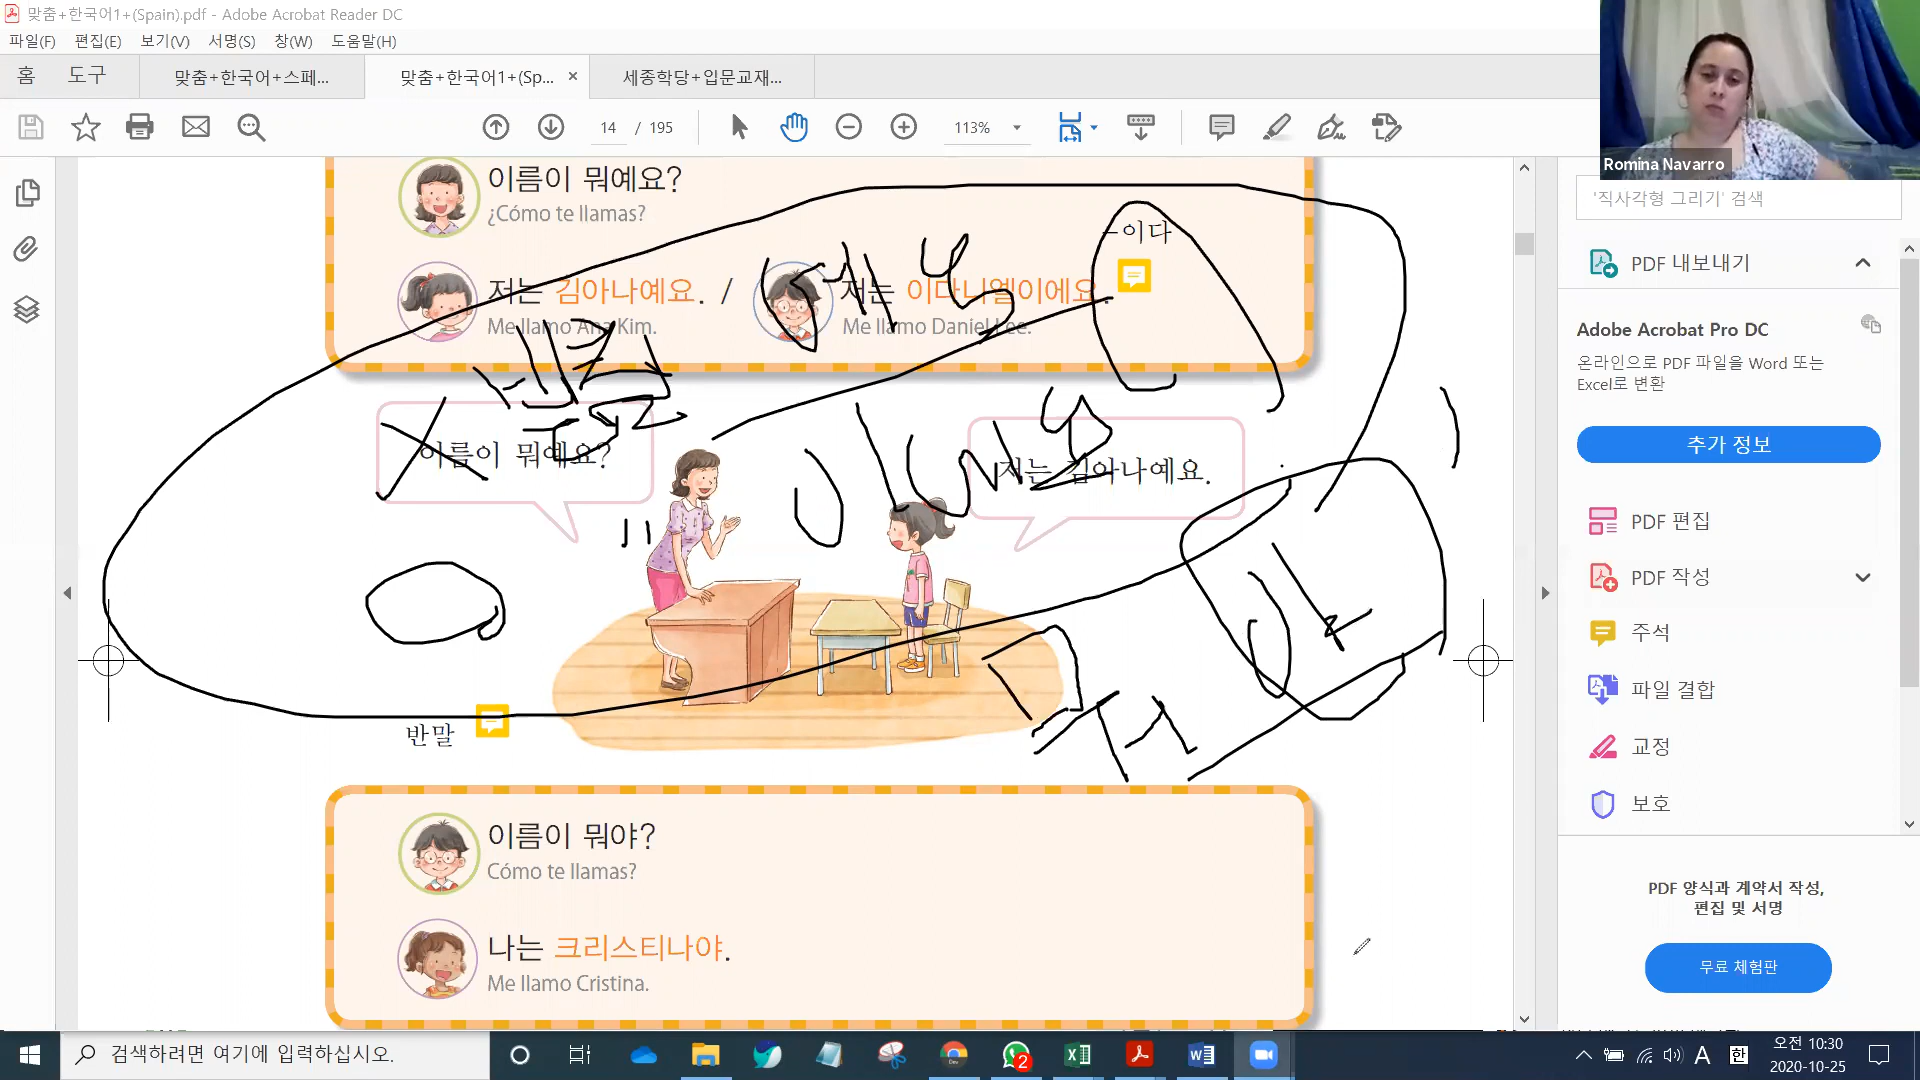 맞춤+한국어1+(Spain).pdf - Adobe Acrobat Reader DC
파일(F) 편집(E) 보기(V) 서명(S) 창(W) 도움말(H)
홈 도구 맞춤+한국어+스페... 맞춤+한국어1+(Sp... × 세종학당+입문교재...
14 / 195 113%
Romina Navarro
'직사각형 그리기' 검색
PDF 내보내기
Adobe Acrobat Pro DC
온라인으로 PDF 파일을 Word 또는
Excel로 변환
추가 정보
PDF 편집
PDF 작성
주석
파일 결합
교정
보호
PDF 양식과 계약서 작성,
편집 및 서명
무료 체험판
이름이 뭐예요?
¿Cómo te llamas?
-이다
저는 김아나예요. / 저는 이다니엘이에요.
Me llamo Ana Kim. Me llamo Daniel Lee.
이름이 뭐예요?
저는 김아나예요.
반말
이름이 뭐야?
Cómo te llamas?
나는 크리스티나야.
Me llamo Cristina.
검색하려면 여기에 입력하십시오.
2
A 한
오전 10:30
2020-10-25